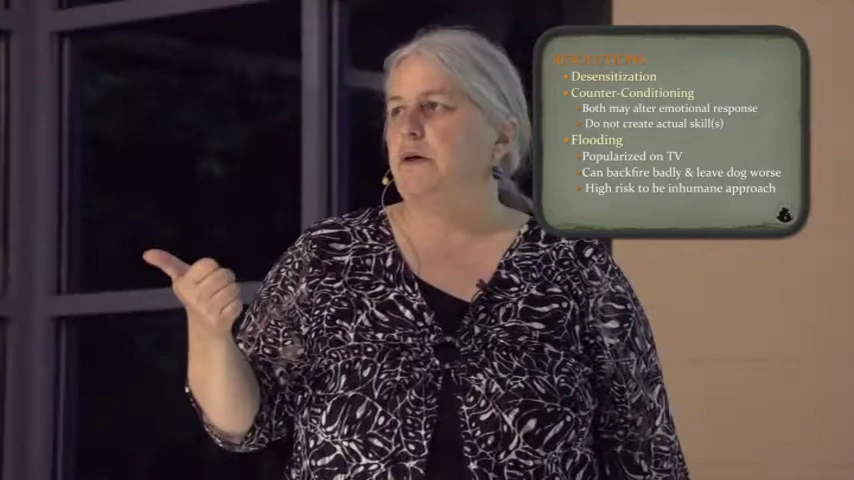 RESOLUTIONS
Desensitization
Counter-Conditioning
Both may alter emotional response
Do not create actual skill(s)
Flooding
Popularized on TV
Can backfire badly & leave dog worse
High risk to be inhumane approach